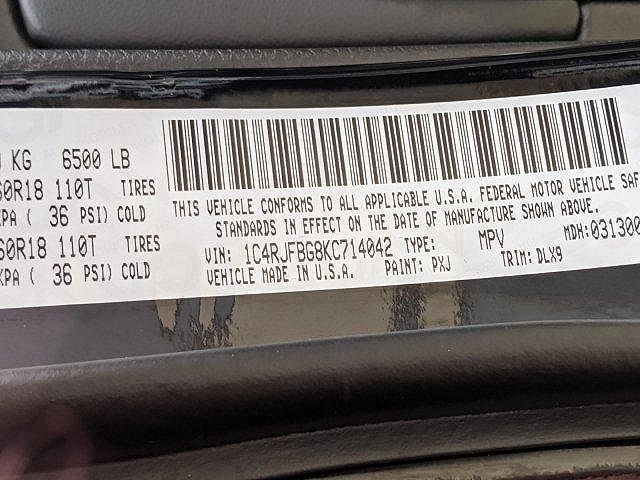 KG 6500 LB
60R18 110T TIRES
KPA ( 36 PSI) COLD
60R18 110T TIRES
KPA ( 36 PSI) COLD
THIS VEHICLE CONFORMS TO ALL APPLICABLE U.S.A. FEDERAL MOTOR VEHICLE SAF
STANDARDS IN EFFECT ON THE DATE OF MANUFACTURE SHOWN ABOVE.
VIN: 1C4RJFBG8KC714042 TYPE: MPV MDH:031300
VEHICLE MADE IN U.S.A. PAINT: PXJ TRIM: DLX9